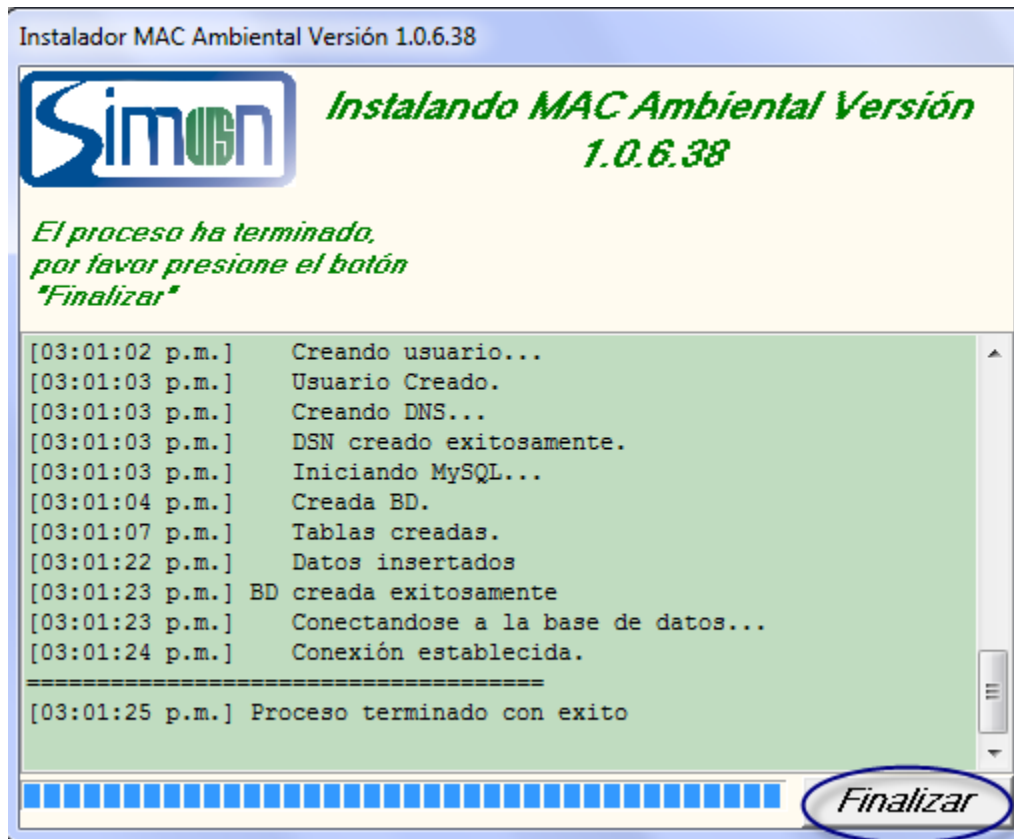 Instalador MAC Ambiental Versión 1.0.6.38
Simon
Instalando MAC Ambiental Versión
1.0.6.38
El proceso ha terminado,
por favor presione el botón
"Finalizar"
[03:01:02 p.m.] Creando usuario...
[03:01:03 p.m.] Usuario Creado.
[03:01:03 p.m.] Creando DNS...
[03:01:03 p.m.] DSN creado exitosamente.
[03:01:03 p.m.] Iniciando MySQL...
[03:01:04 p.m.] Creada BD.
[03:01:07 p.m.] Tablas creadas.
[03:01:22 p.m.] Datos insertados
[03:01:23 p.m.] BD creada exitosamente
[03:01:23 p.m.] Conectandose a la base de datos...
[03:01:24 p.m.] Conexión establecida.
=====================================
[03:01:25 p.m.] Proceso terminado con exito
Finalizar